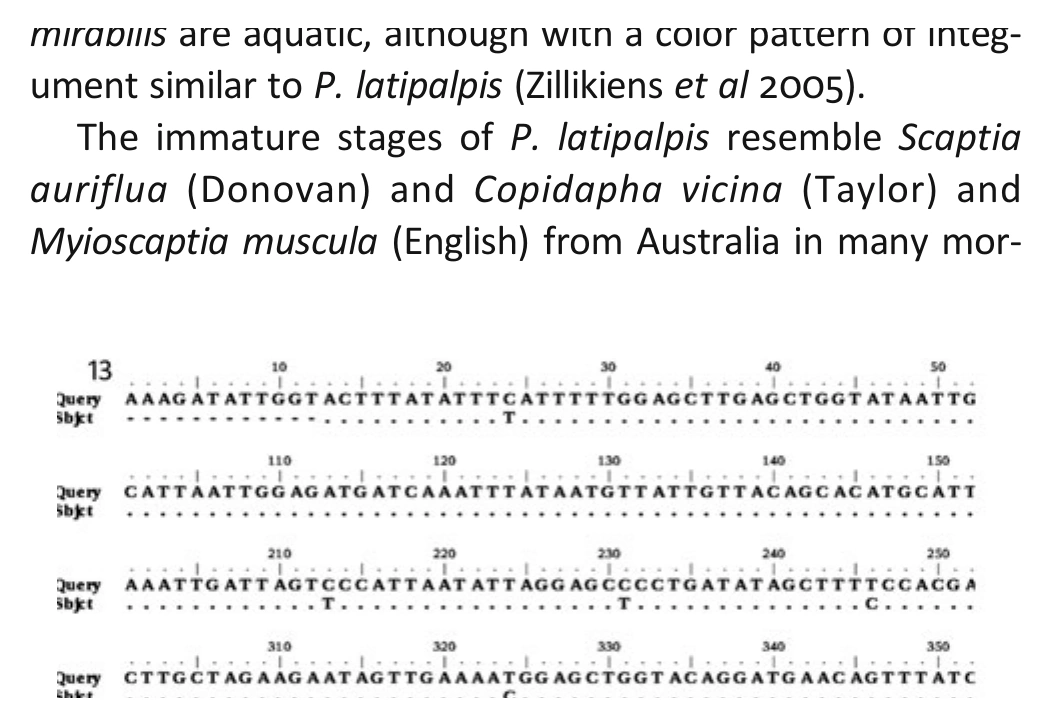 mirabilis are aquatic, although with a color pattern of integ-
ument similar to P. latipalpis (Zillikiens et al 2005).
The immature stages of P. latipalpis resemble Scaptia
auriflua (Donovan) and Copidapha vicina (Taylor) and
Myioscaptia muscula (English) from Australia in many mor-
13 10 20 30 40 50
Query AAAGATATTGGTACTTTATATTTCATTTTTGGAGCTTGAGCTGGTATAATTG
Sbjct ------------...........T............................
110 120 130 140 150
Query CATTAATTGGAGATGATCAAATTTATAATGTTATTGTTACAGCACATGCATT
Sbjct ....................................................
210 220 230 240 250
Query AAATTGATTAGTCCCATTAATATTAGGAGCCCCTGATATAGCTTTTCCACGA
Sbjct ............T.................T..............C......
310 320 330 340 350
Query CTTGCTAGAAGAATAGTTGAAAATGGAGCTGGTACAGGATGAACAGTTTATC
Sbjct C